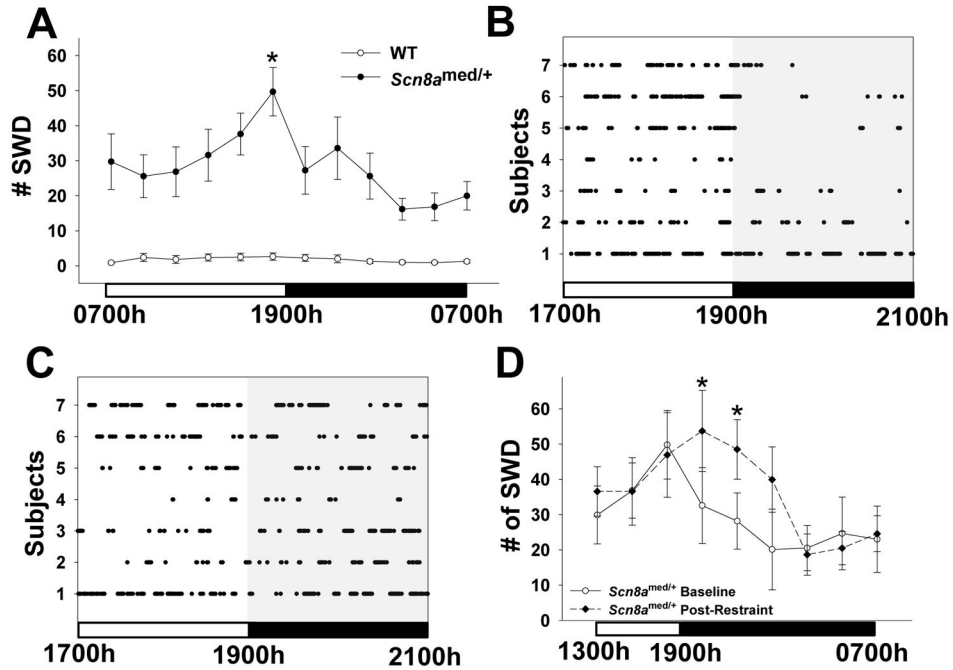 A
# SWD
60
50
40
30
20
10
0
*
WT
Scn8amed/+
0700h
1900h
0700h
B
Subjects
7
6
5
4
3
2
1
1700h
1900h
2100h
C
Subjects
7
6
5
4
3
2
1
1700h
1900h
2100h
D
# of SWD
60
50
40
30
20
10
0
*
*
Scn8amed/+ Baseline
Scn8amed/+ Post-Restraint
1300h
1900h
0700h